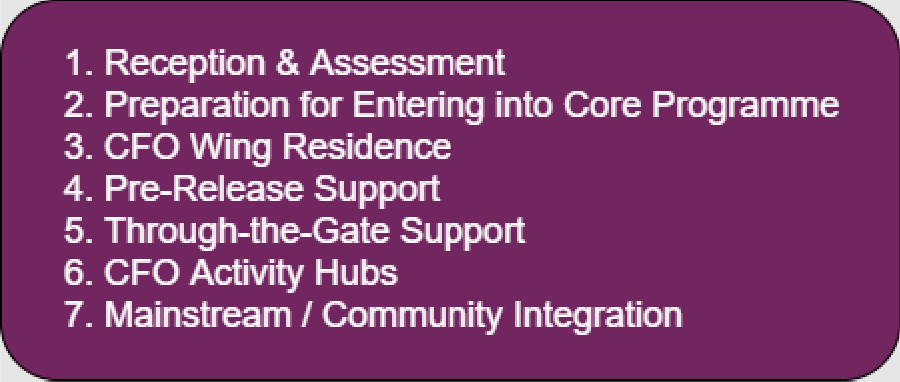 1. Reception & Assessment
2. Preparation for Entering into Core Programme
3. CFO Wing Residence
4. Pre-Release Support
5. Through-the-Gate Support
6. CFO Activity Hubs
7. Mainstream / Community Integration